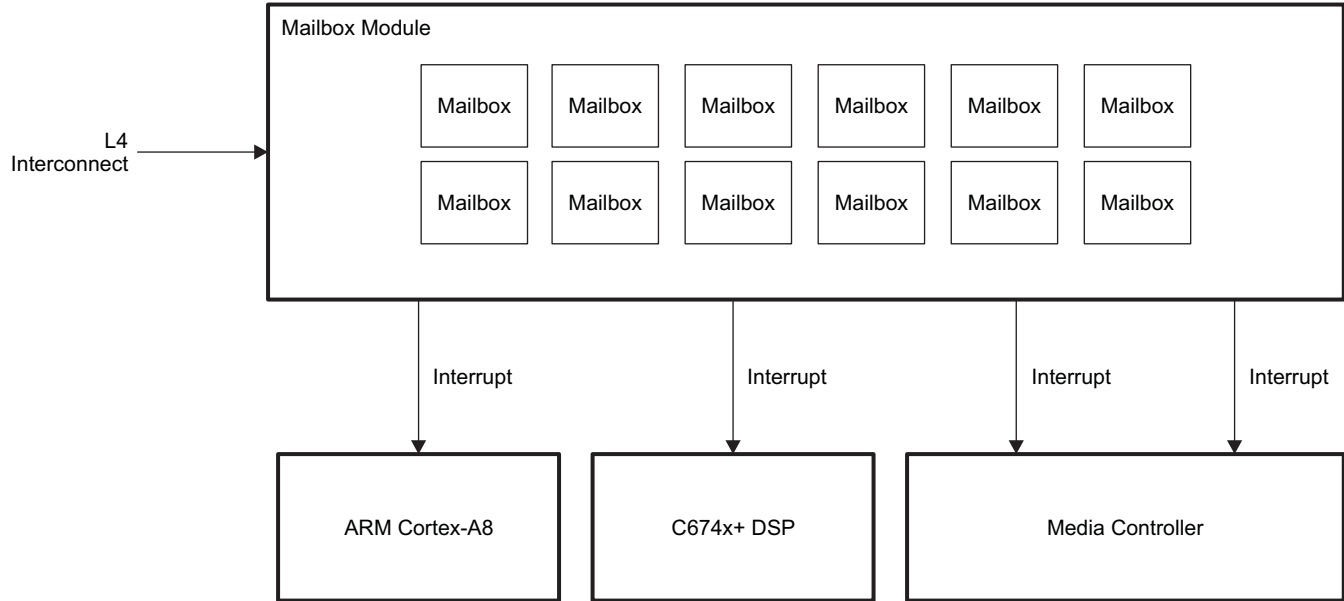 Mailbox Module
Mailbox Mailbox Mailbox Mailbox Mailbox Mailbox
L4
Interconnect
Mailbox Mailbox Mailbox Mailbox Mailbox Mailbox
Interrupt Interrupt Interrupt Interrupt
ARM Cortex-A8 C674x+ DSP Media Controller